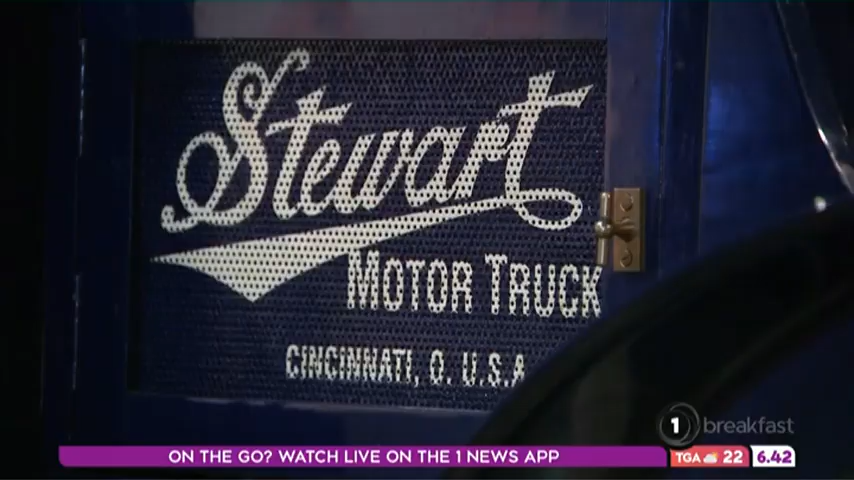 Stewart
MOTOR TRUCK
CINCINNATI, O. U.S.A
1 breakfast
ON THE GO? WATCH LIVE ON THE 1 NEWS APP
TGA 22 6.42